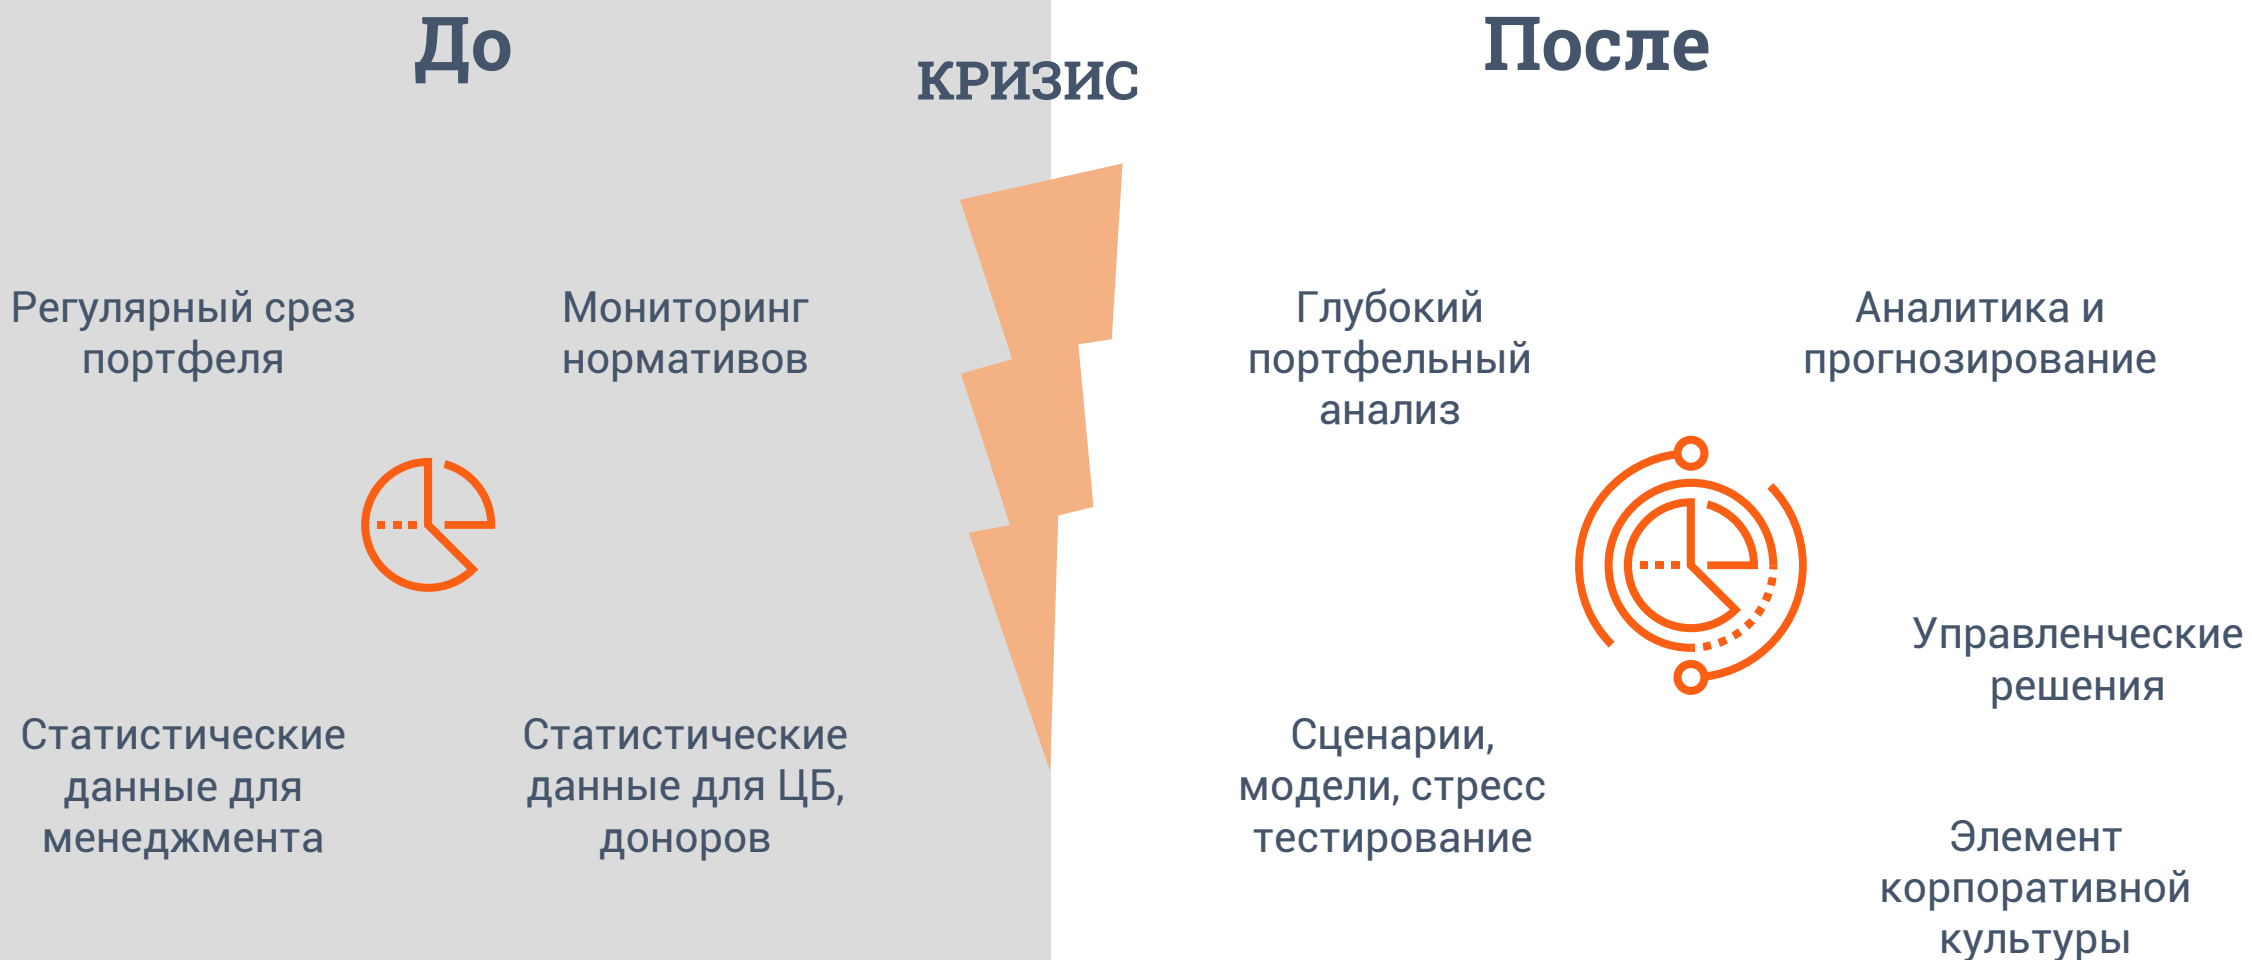 До
КРИЗИС
После
Регулярный срез
портфеля
Мониторинг
нормативов
Статистические
данные для
менеджмента
Статистические
данные для ЦБ,
доноров
Глубокий
портфельный
анализ
Аналитика и
прогнозирование
Управленческие
решения
Сценарии,
модели, стресс
тестирование
Элемент
корпоративной
культуры